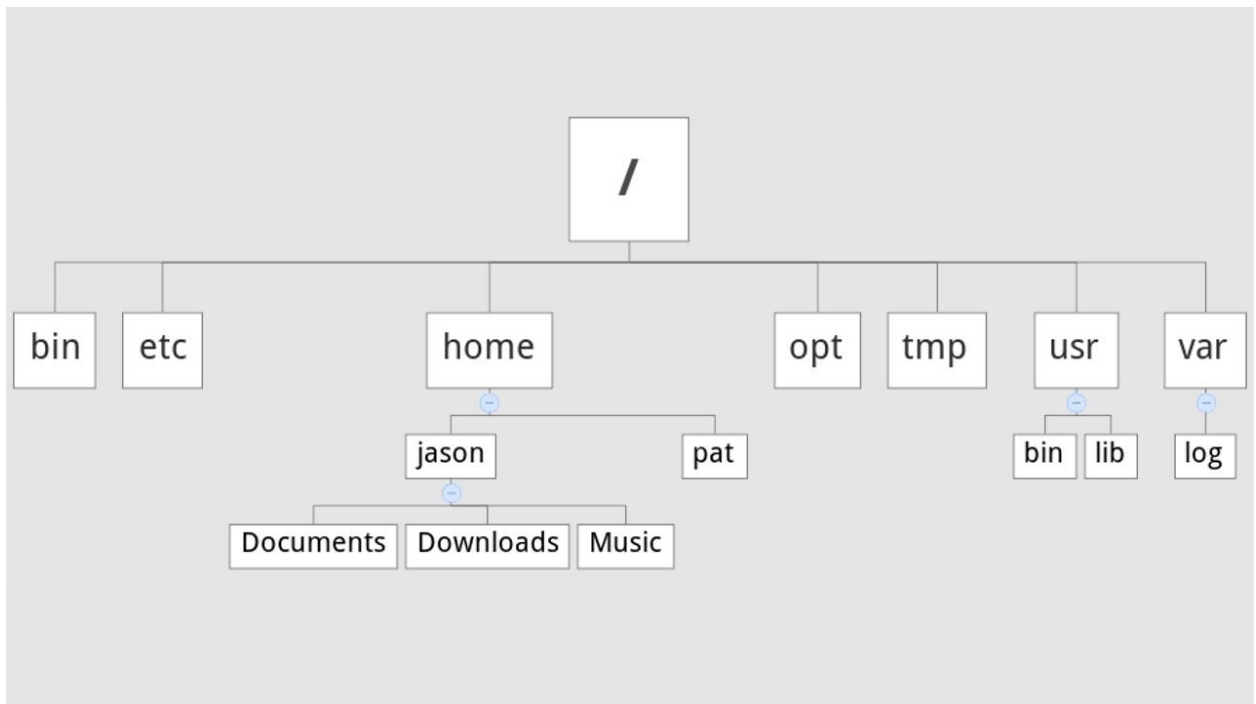 /
bin etc home opt tmp usr var
jason pat bin lib log
Documents Downloads Music